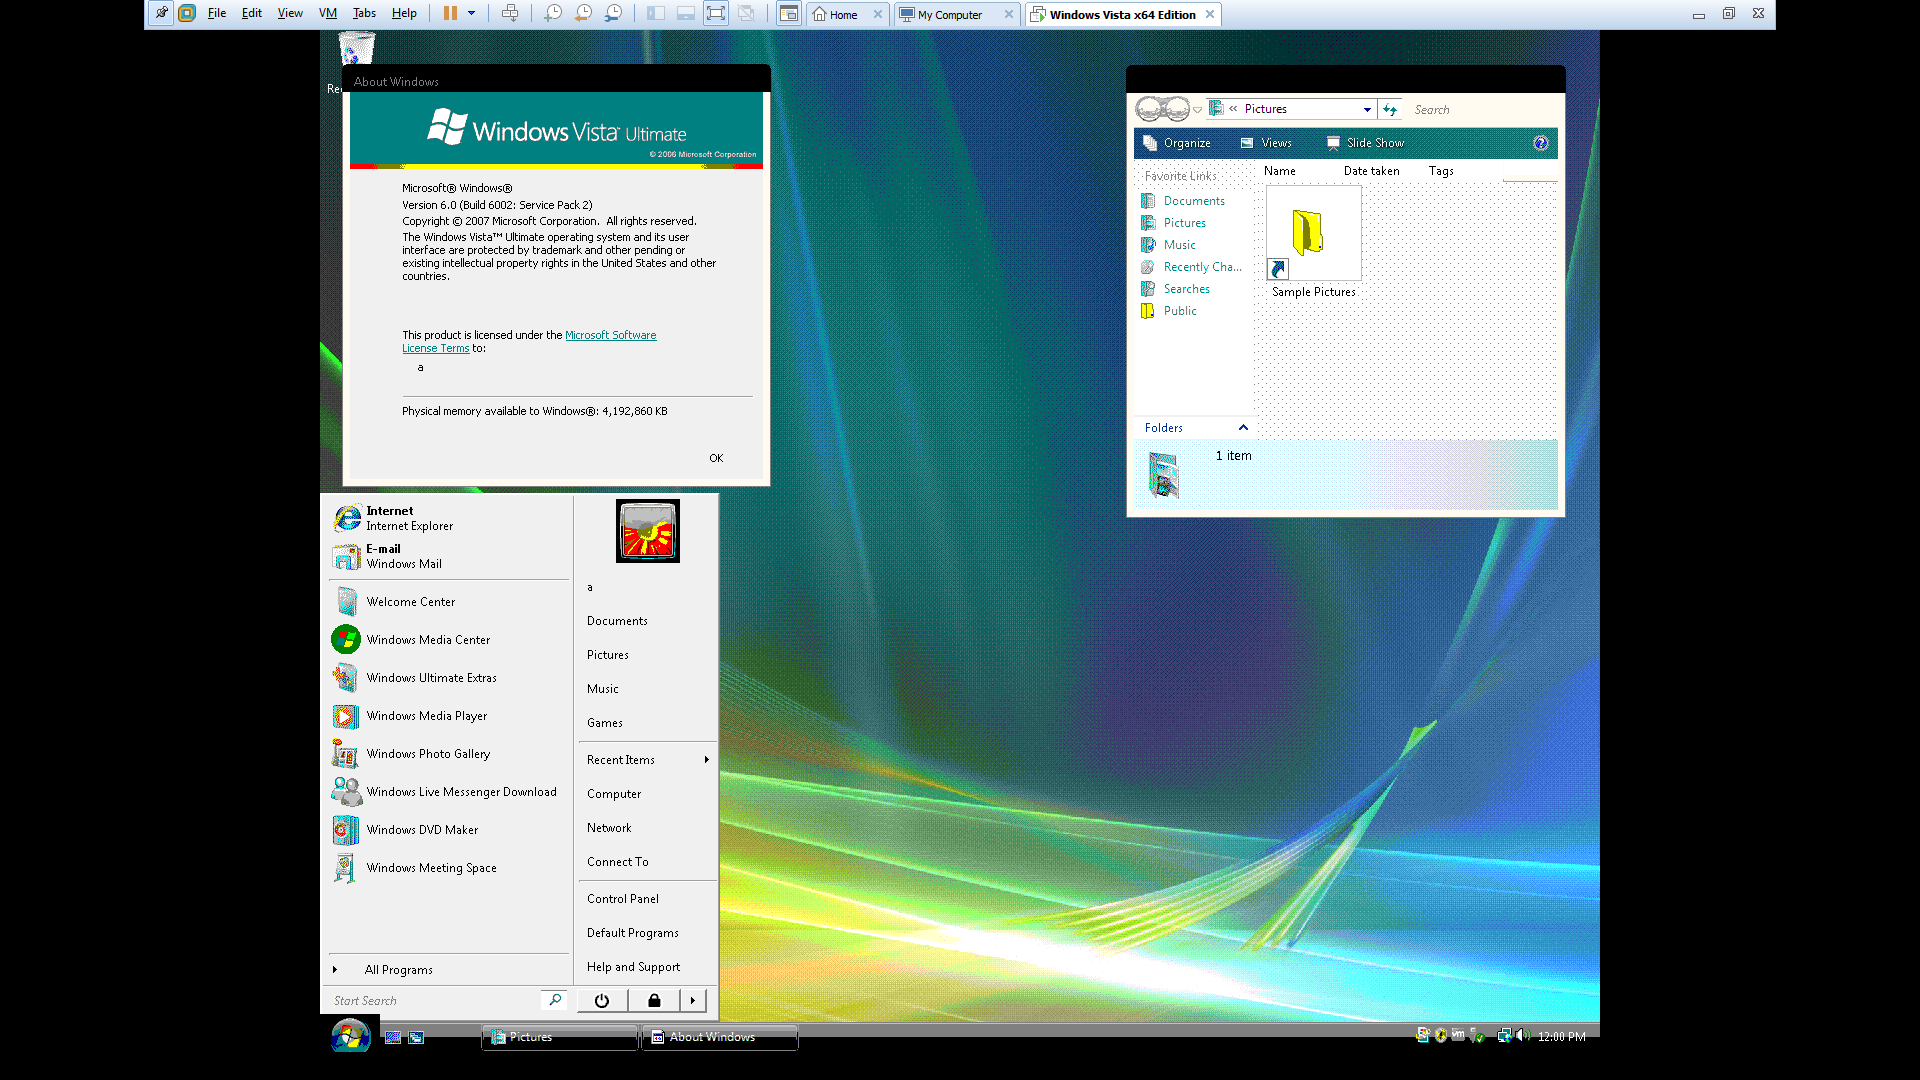 File Edit View VM Tabs Help Home My Computer Windows Vista x64 Edition
About Windows
Windows Vista™ Ultimate
© 2006 Microsoft Corporation
Microsoft® Windows®
Version 6.0 (Build 6002: Service Pack 2)
Copyright © 2007 Microsoft Corporation. All rights reserved.
The Windows Vista™ Ultimate operating system and its user
interface are protected by trademark and other pending or
existing intellectual property rights in the United States and other
countries.
This product is licensed under the Microsoft Software
License Terms to:
a
Physical memory available to Windows®: 4,192,860 KB
OK
« Pictures Search
Organize Views Slide Show
Favorite Links
Name Date taken Tags
Documents
Pictures
Music
Recently Cha...
Searches
Public
Sample Pictures
Folders
1 item
Internet
Internet Explorer
E-mail
Windows Mail
Welcome Center
Windows Media Center
Windows Ultimate Extras
Windows Media Player
Windows Photo Gallery
Windows Live Messenger Download
Windows DVD Maker
Windows Meeting Space
All Programs
Start Search
a
Documents
Pictures
Music
Games
Recent Items
Computer
Network
Connect To
Control Panel
Default Programs
Help and Support
Pictures About Windows 12:00 PM